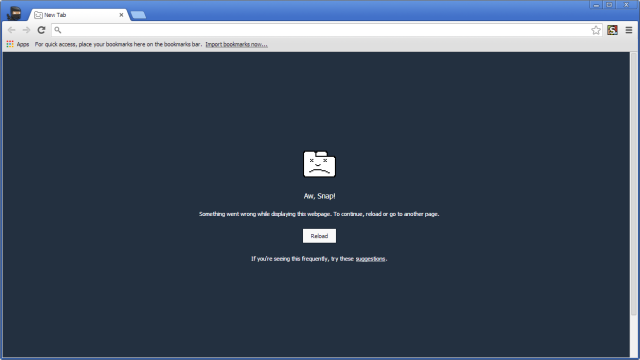 New Tab
Apps For quick access, place your bookmarks here on the bookmarks bar. Import bookmarks now...
Aw, Snap!
Something went wrong while displaying this webpage. To continue, reload or go to another page.
Reload
If you're seeing this frequently, try these suggestions.